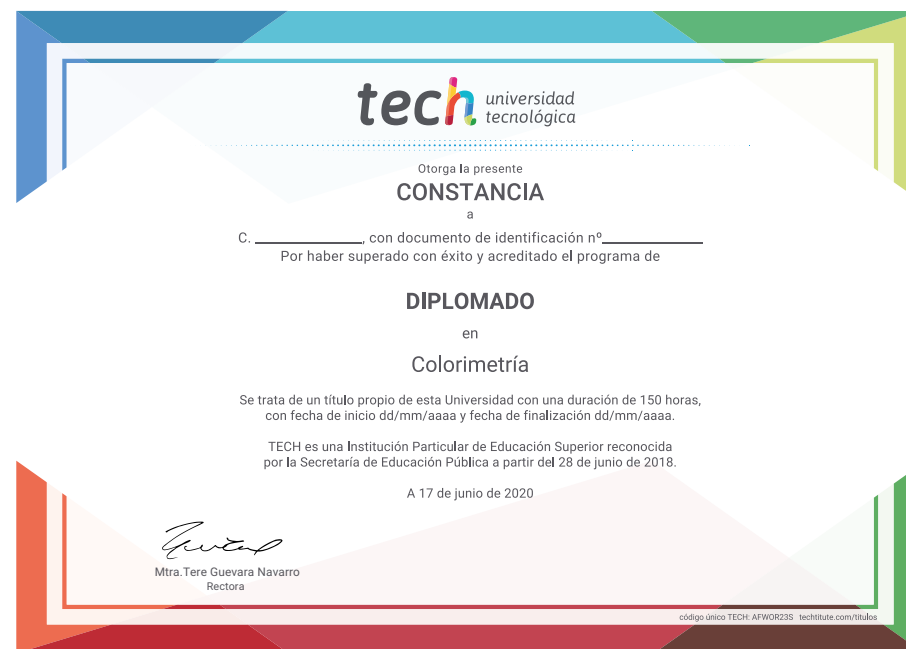 tech universidad
tecnológica
Otorga la presente
CONSTANCIA
a
C. ______________, con documento de identificación nº_____________
Por haber superado con éxito y acreditado el programa de
DIPLOMADO
en
Colorimetría
Se trata de un título propio de esta Universidad con una duración de 150 horas,
con fecha de inicio dd/mm/aaaa y fecha de finalización dd/mm/aaaa.
TECH es una Institución Particular de Educación Superior reconocida
por la Secretaría de Educación Pública a partir del 28 de junio de 2018.
A 17 de junio de 2020
Mtra.Tere Guevara Navarro
Rectora
código único TECH: AFWOR23S techtitute.com/titulos